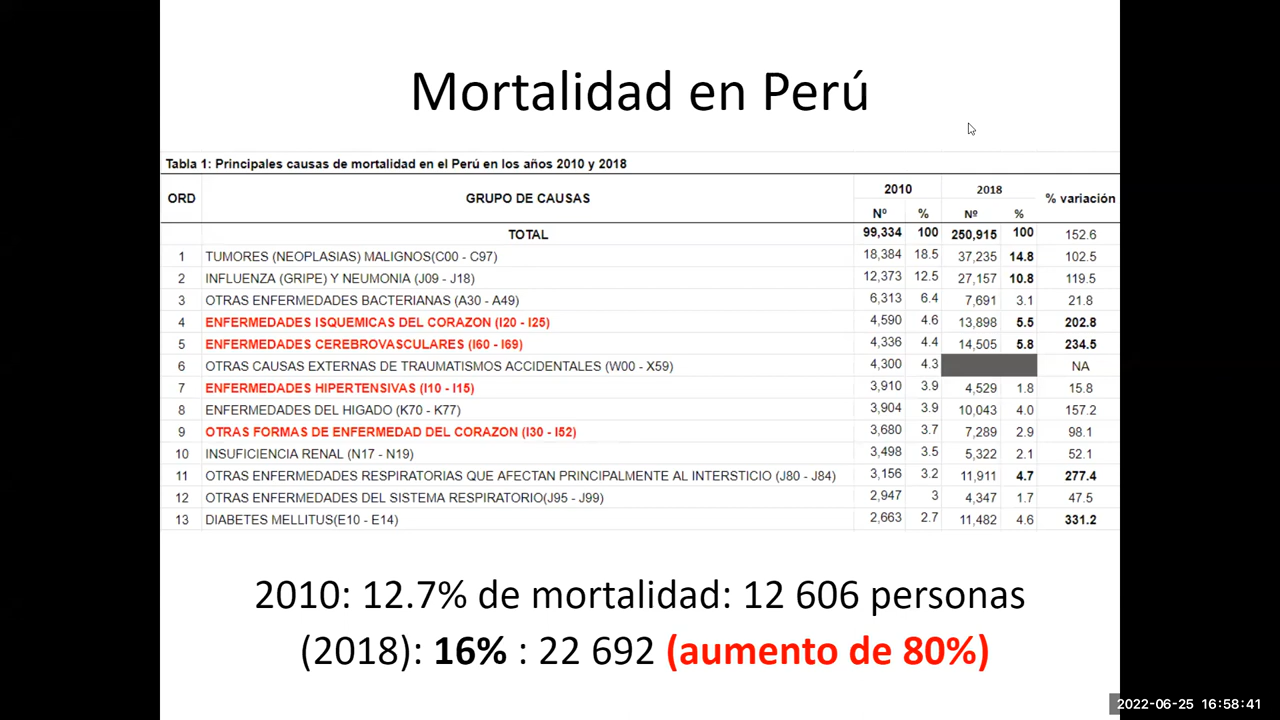 Mortalidad en Perú
Tabla 1: Principales causas de mortalidad en el Perú en los años 2010 y 2018
ORD GRUPO DE CAUSAS 2010 2018 % variación
Nº % Nº %
TOTAL 99,334 100 250,915 100 152.6
1 TUMORES (NEOPLASIAS) MALIGNOS(C00 - C97) 18,384 18.5 37,235 14.8 102.5
2 INFLUENZA (GRIPE) Y NEUMONIA (J09 - J18) 12,373 12.5 27,157 10.8 119.5
3 OTRAS ENFERMEDADES BACTERIANAS (A30 - A49) 6,313 6.4 7,691 3.1 21.8
4 ENFERMEDADES ISQUEMICAS DEL CORAZON (I20 - I25) 4,590 4.6 13,898 5.5 202.8
5 ENFERMEDADES CEREBROVASCULARES (I60 - I69) 4,336 4.4 14,505 5.8 234.5
6 OTRAS CAUSAS EXTERNAS DE TRAUMATISMOS ACCIDENTALES (W00 - X59) 4,300 4.3 NA
7 ENFERMEDADES HIPERTENSIVAS (I10 - I15) 3,910 3.9 4,529 1.8 15.8
8 ENFERMEDADES DEL HIGADO (K70 - K77) 3,904 3.9 10,043 4.0 157.2
9 OTRAS FORMAS DE ENFERMEDAD DEL CORAZON (I30 - I52) 3,680 3.7 7,289 2.9 98.1
10 INSUFICIENCIA RENAL (N17 - N19) 3,498 3.5 5,322 2.1 52.1
11 OTRAS ENFERMEDADES RESPIRATORIAS QUE AFECTAN PRINCIPALMENTE AL INTERSTICIO (J80 - J84) 3,156 3.2 11,911 4.7 277.4
12 OTRAS ENFERMEDADES DEL SISTEMA RESPIRATORIO(J95 - J99) 2,947 3 4,347 1.7 47.5
13 DIABETES MELLITUS(E10 - E14) 2,663 2.7 11,482 4.6 331.2
2010: 12.7% de mortalidad: 12 606 personas
(2018): 16% : 22 692 (aumento de 80%)
2022-06-25 16:58:41